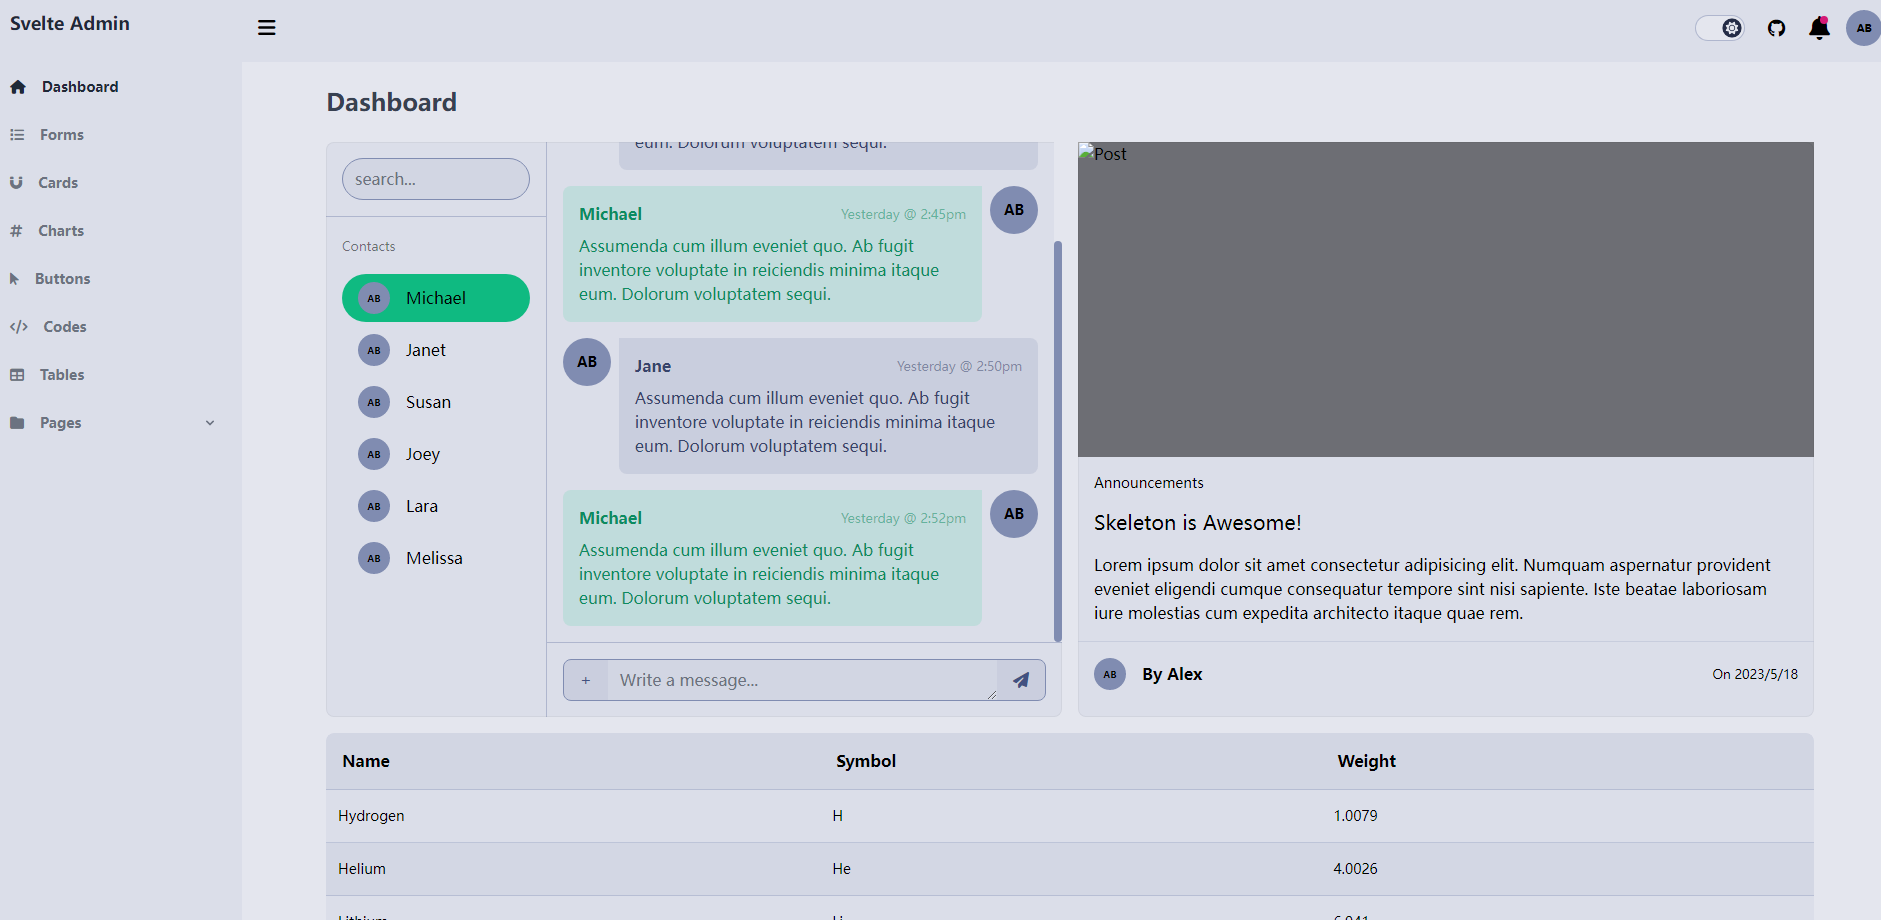 Svelte Admin
AB
Dashboard
Forms
Cards
Charts
Buttons
Codes
Tables
Pages
Dashboard
search...
Contacts
AB Michael
AB Janet
AB Susan
AB Joey
AB Lara
AB Melissa
eum. Dolorum voluptatem sequi.
Michael Yesterday @ 2:45pm
AB
Assumenda cum illum eveniet quo. Ab fugit
inventore voluptate in reiciendis minima itaque
eum. Dolorum voluptatem sequi.
AB
Jane Yesterday @ 2:50pm
Assumenda cum illum eveniet quo. Ab fugit
inventore voluptate in reiciendis minima itaque
eum. Dolorum voluptatem sequi.
Michael Yesterday @ 2:52pm
AB
Assumenda cum illum eveniet quo. Ab fugit
inventore voluptate in reiciendis minima itaque
eum. Dolorum voluptatem sequi.
+ Write a message...
Post
Announcements
Skeleton is Awesome!
Lorem ipsum dolor sit amet consectetur adipisicing elit. Numquam aspernatur provident
eveniet eligendi cumque consequatur tempore sint nisi sapiente. Iste beatae laboriosam
iure molestias cum expedita architecto itaque quae rem.
AB By Alex On 2023/5/18
Name Symbol Weight
Hydrogen H 1.0079
Helium He 4.0026